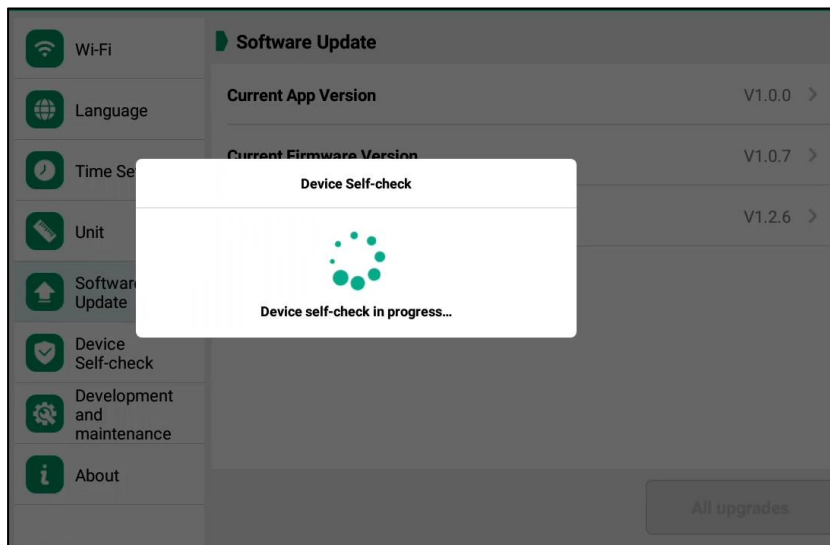 Wi-Fi
Language
Time Se
Unit
Softwar
Update
Device
Self-check
Development
and
maintenance
About
Software Update
Current App Version V1.0.0
Current Firmware Version V1.0.7
V1.2.6
Device Self-check
Device self-check in progress...
All upgrades